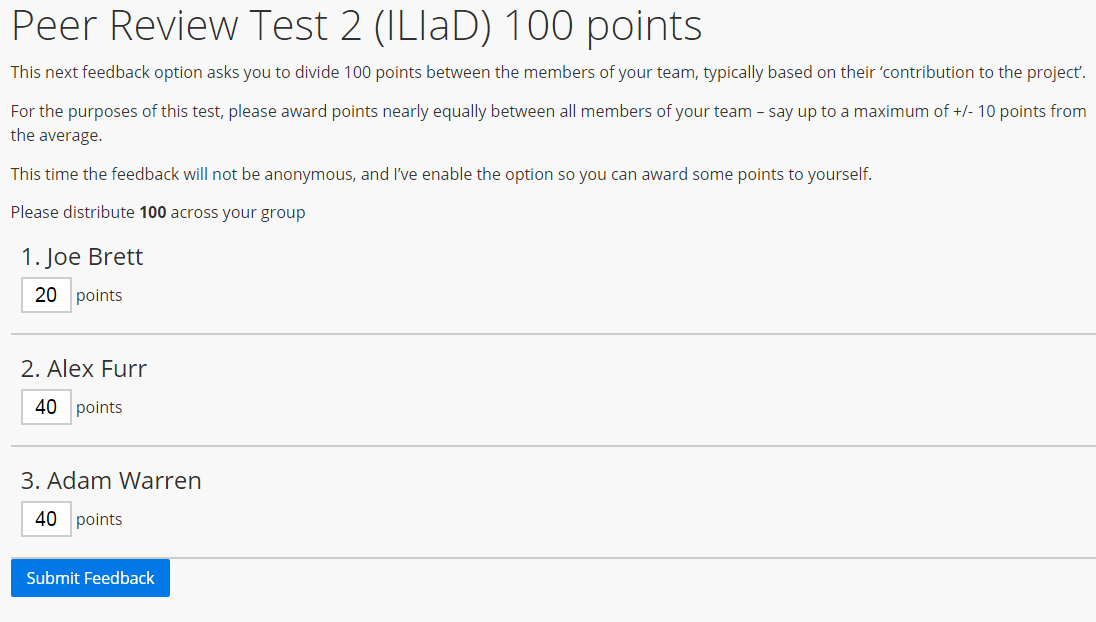 Peer Review Test 2 (ILIaD) 100 points
This next feedback option asks you to divide 100 points between the members of your team, typically based on their ‘contribution to the project’.
For the purposes of this test, please award points nearly equally between all members of your team – say up to a maximum of +/- 10 points from
the average.
This time the feedback will not be anonymous, and I’ve enable the option so you can award some points to yourself.
Please distribute 100 across your group
1. Joe Brett
20 points
2. Alex Furr
40 points
3. Adam Warren
40 points
Submit Feedback